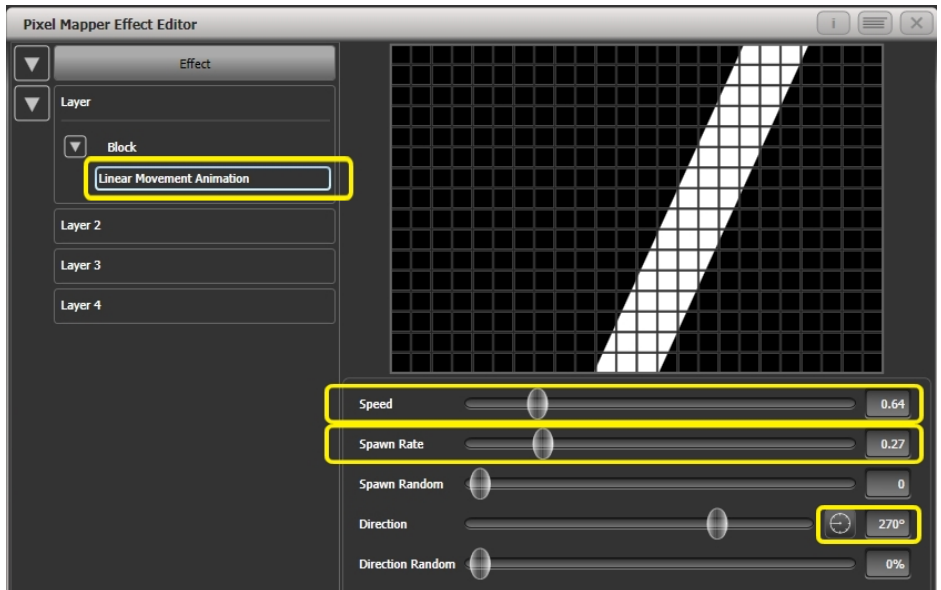 Pixel Mapper Effect Editor
i
Effect
Layer
Block
Linear Movement Animation
Layer 2
Layer 3
Layer 4
Speed 0.64
Spawn Rate 0.27
Spawn Random 0
Direction 270°
Direction Random 0%